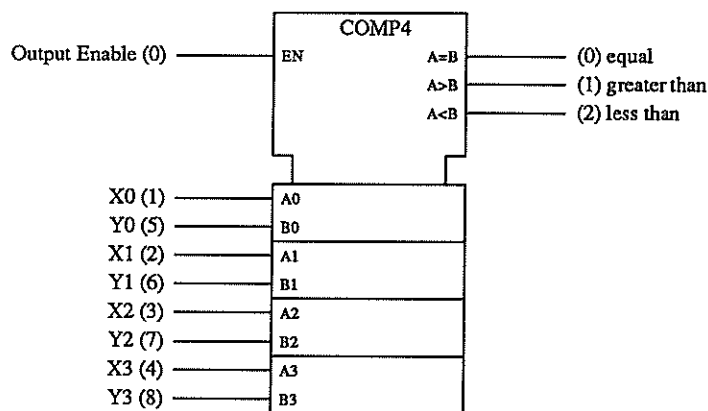 COMP4
Output Enable (0) EN A=B (0) equal
A>B (1) greater than
A<B (2) less than
X0 (1) A0
Y0 (5) B0
X1 (2) A1
Y1 (6) B1
X2 (3) A2
Y2 (7) B2
X3 (4) A3
Y3 (8) B3